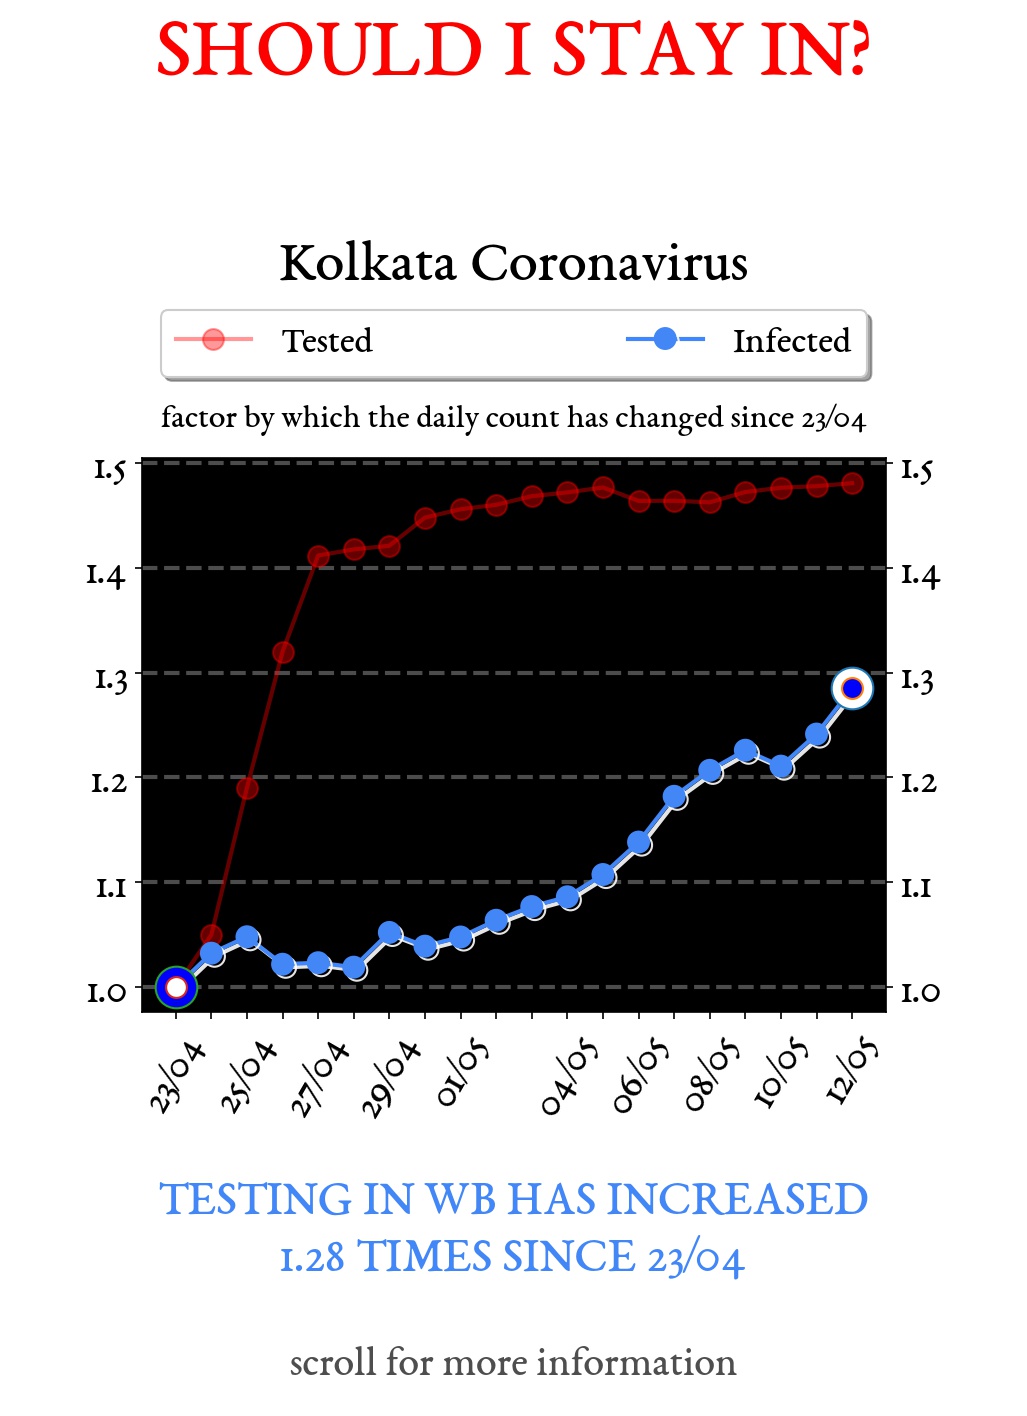 SHOULD I STAY IN?
Kolkata Coronavirus
Tested Infected
factor by which the daily count has changed since 23/04
1.5 1.5
1.4 1.4
1.3 1.3
1.2 1.2
1.1 1.1
1.0 1.0
23/04 25/04 27/04 29/04 01/05 04/05 06/05 08/05 10/05 12/05
TESTING IN WB HAS INCREASED
1.28 TIMES SINCE 23/04
scroll for more information